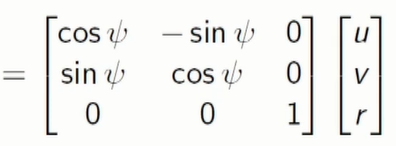 = [cos ψ − sin ψ 0] [u]
[sin ψ cos ψ 0] [v]
[0 0 1] [r]